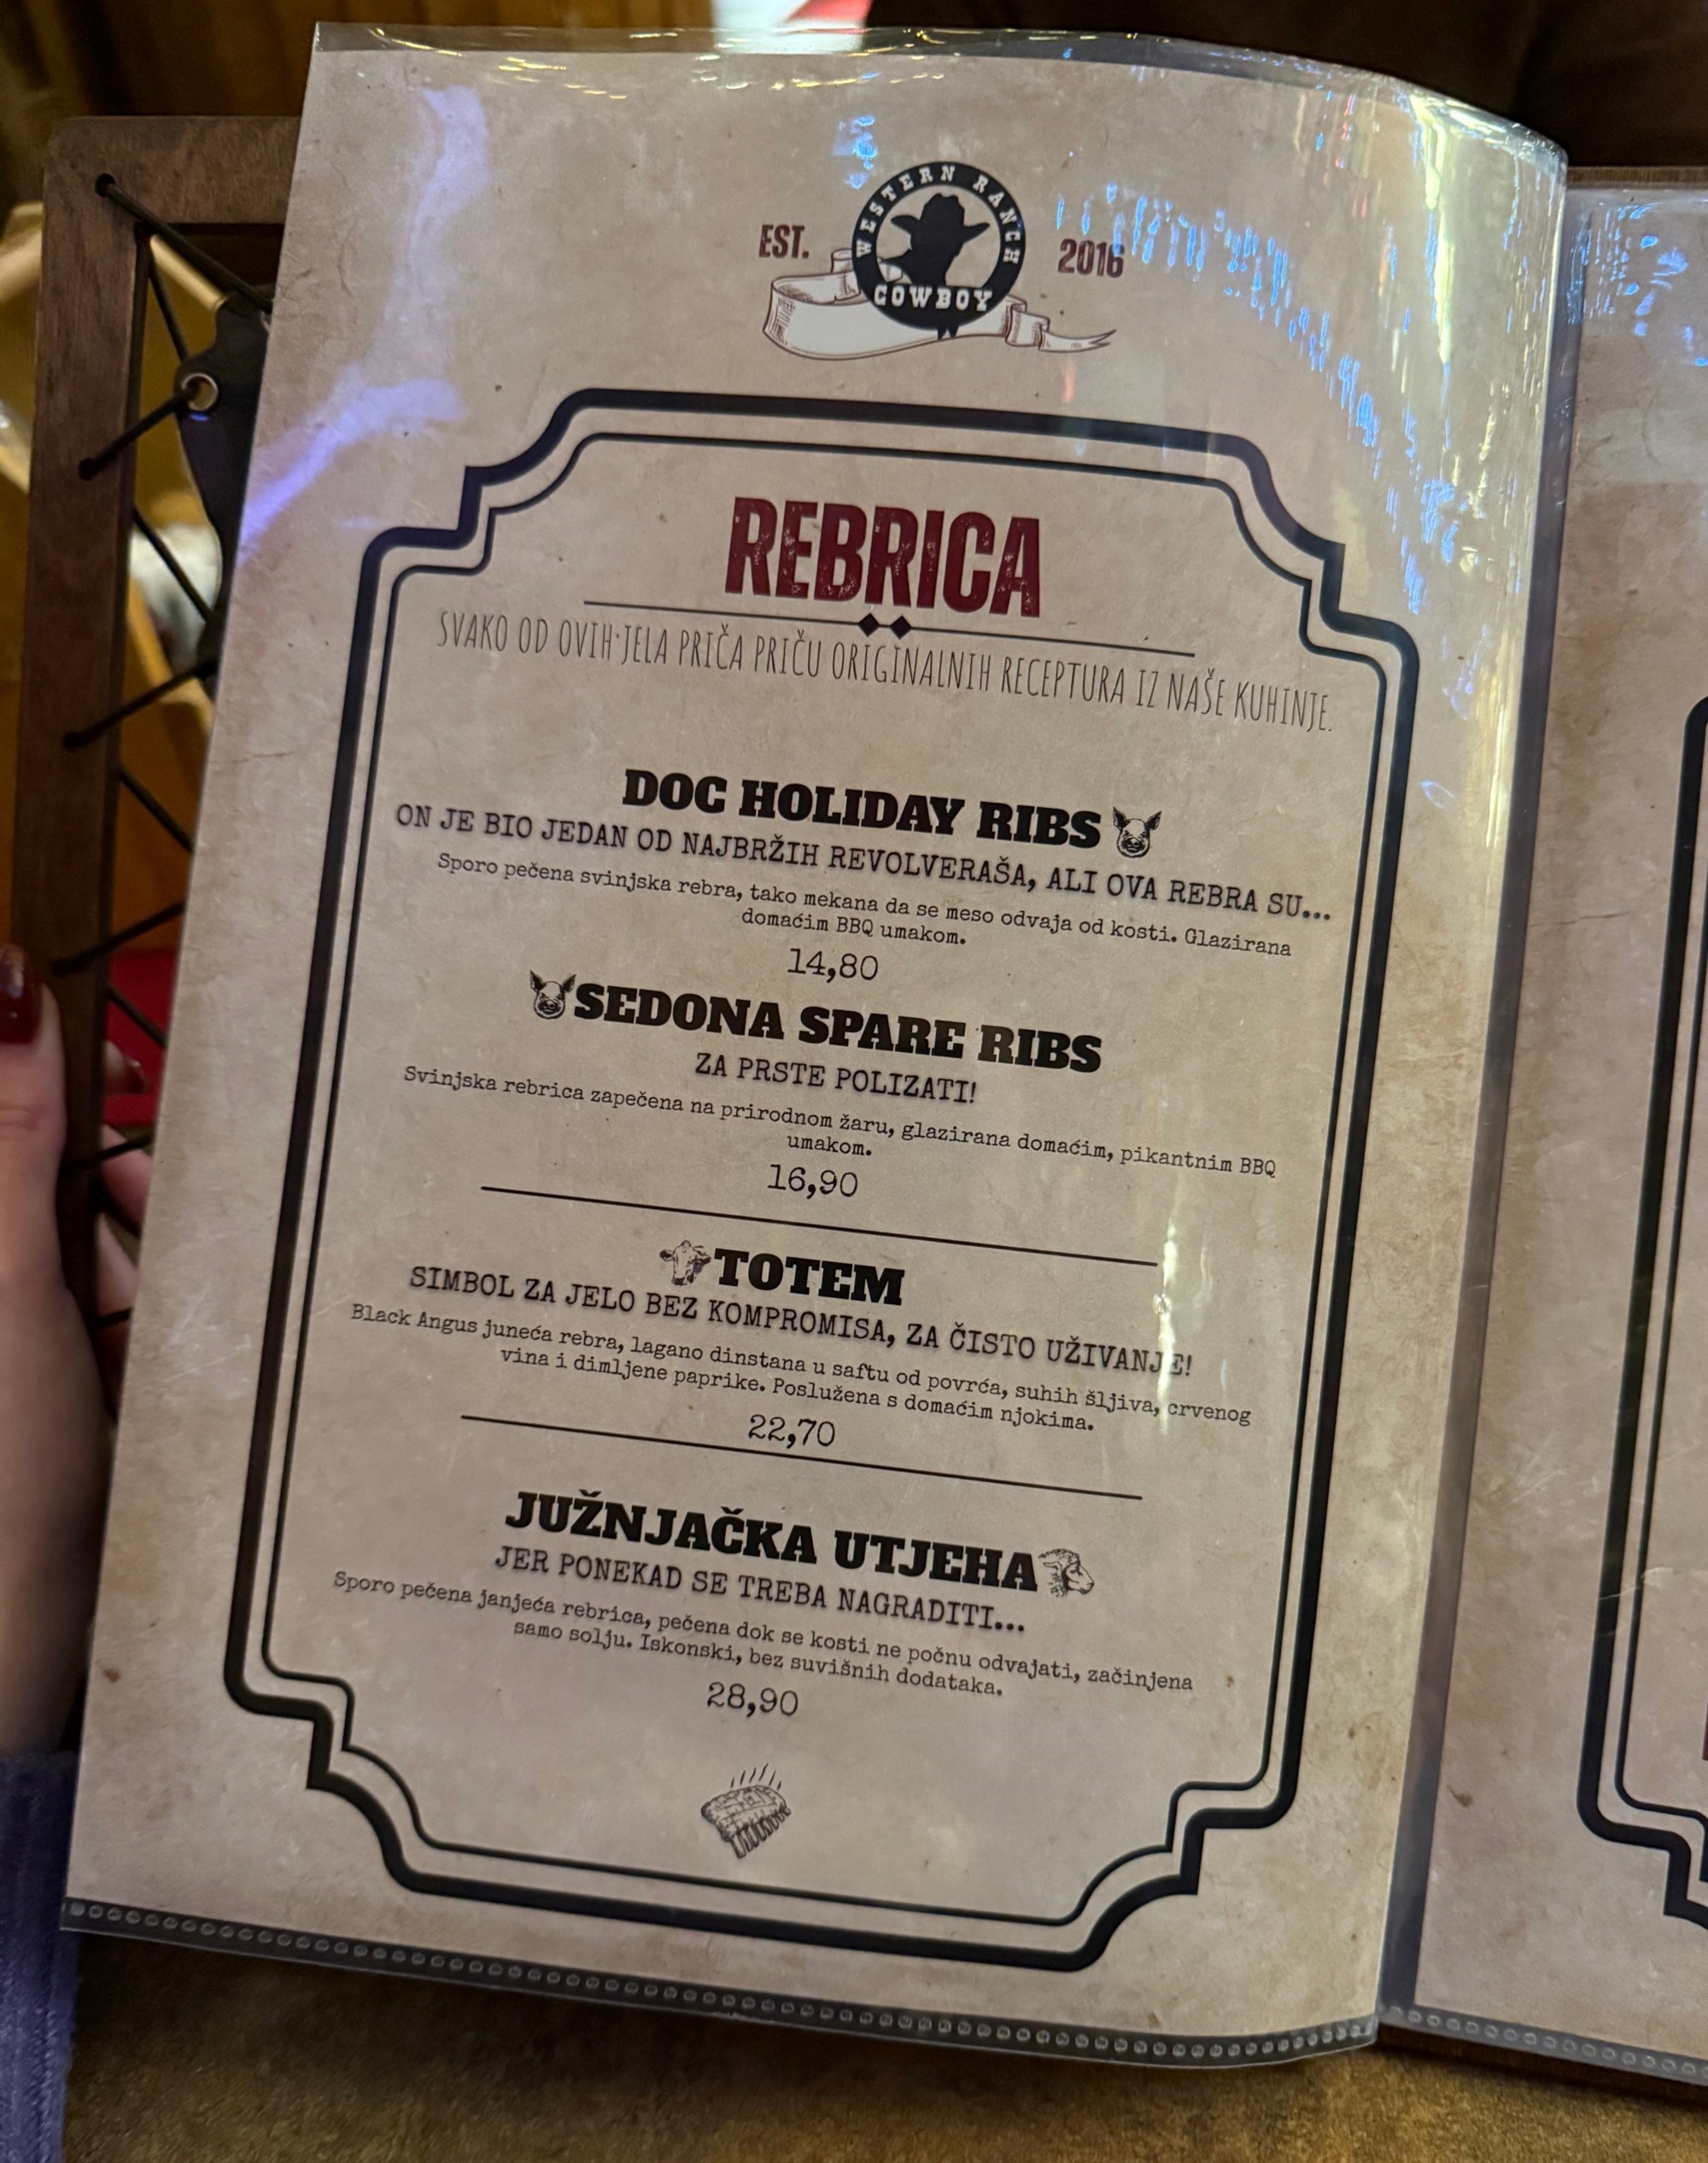 WESTERN RANCH
EST. 2016
COWBOY
REBRICA
SVAKO OD OVIH JELA PRIČA PRIČU ORIGINALNIH RECEPTURA IZ NAŠE KUHINJE.
DOC HOLIDAY RIBS
ON JE BIO JEDAN OD NAJBRŽIH REVOLVERAŠA, ALI OVA REBRA SU...
Sporo pečena svinjska rebra, tako mekana da se meso odvaja od kosti. Glazirana
domaćim BBQ umakom.
14,80
SEDONA SPARE RIBS
ZA PRSTE POLIZATI!
Svinjska rebrica zapečena na prirodnom žaru, glazirana domaćim, pikantnim BBQ
umakom.
16,90
TOTEM
SIMBOL ZA JELO BEZ KOMPROMISA, ZA ČISTO UŽIVANJE!
Black Angus juneća rebra, lagano dinstana u saftu od povrća, suhih šljiva, crvenog
vina i dimljene paprike. Poslužena s domaćim njokima.
22,70
JUŽNJAČKA UTJEHA
JER PONEKAD SE TREBA NAGRADITI...
Sporo pečena janjeća rebrica, pečena dok se kosti ne počnu odvajati, začinjena
samo solju. Iskonski, bez suvišnih dodataka.
28,90